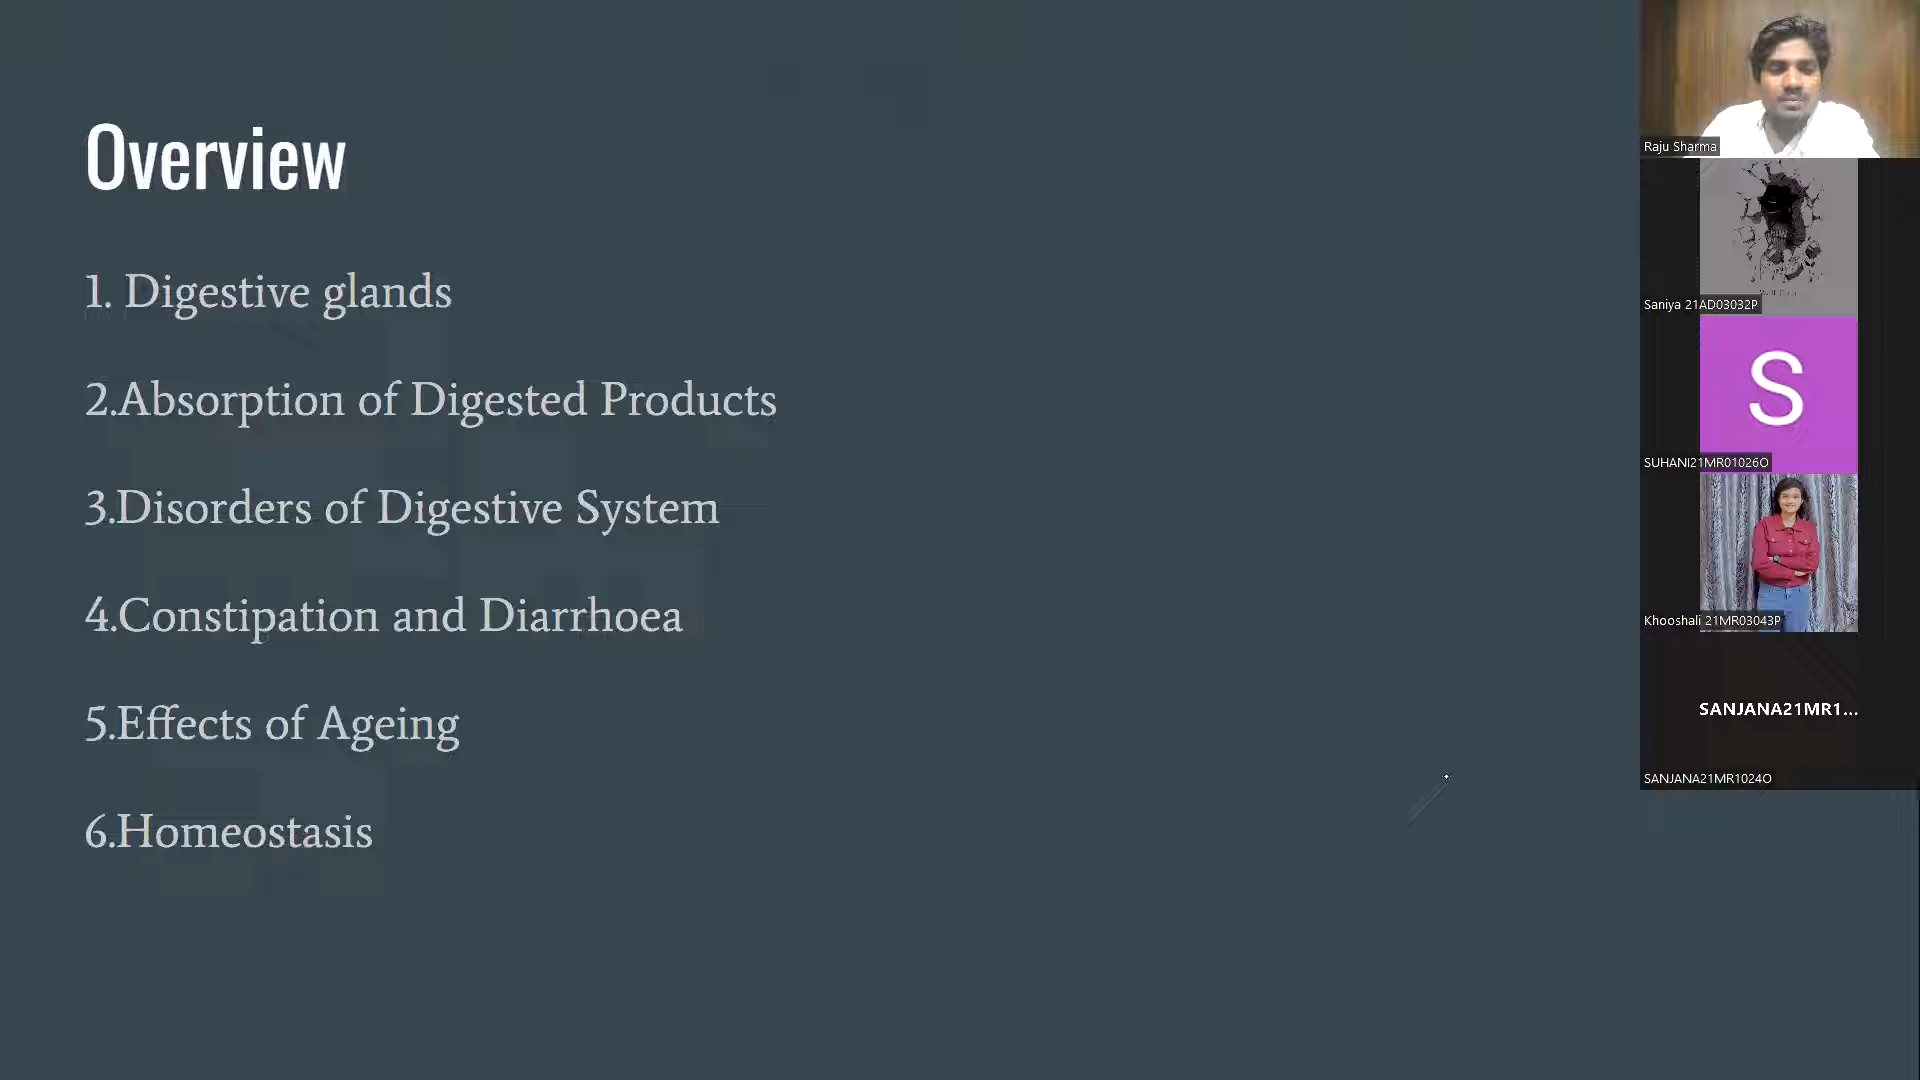 Overview
1. Digestive glands
2.Absorption of Digested Products
3.Disorders of Digestive System
4.Constipation and Diarrhoea
5.Effects of Ageing
6.Homeostasis
Raju Sharma
Saniya 21AD03032P
S
SUHANI21MR01026O
Khooshali 21MR03043P
SANJANA21MR1...
SANJANA21MR1024O